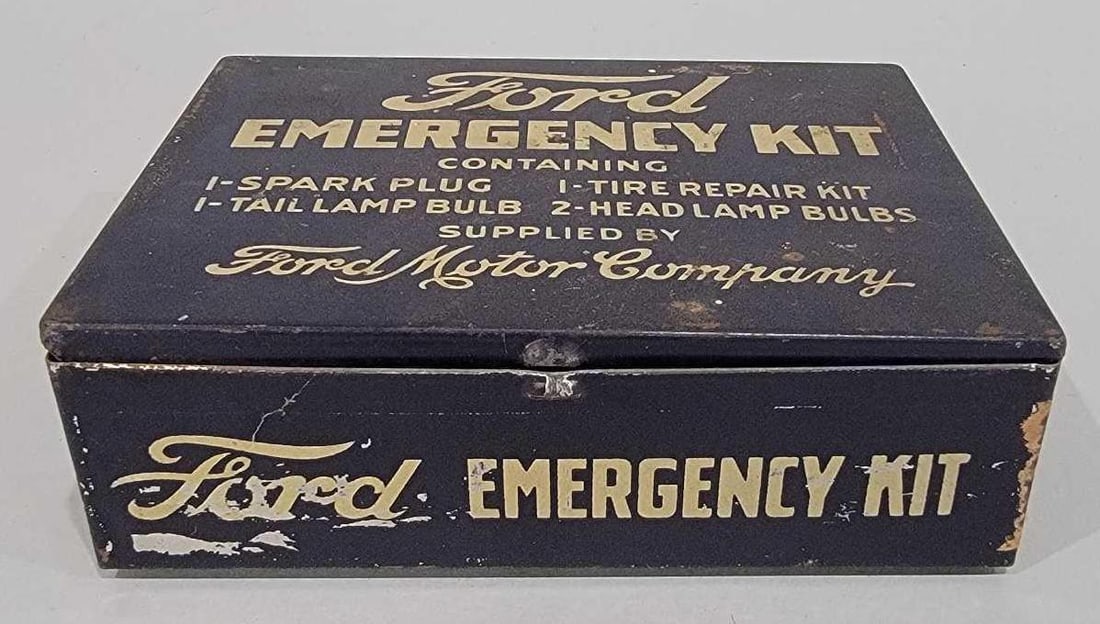 Ford
EMERGENCY KIT
CONTAINING
1-SPARK PLUG 1-TIRE REPAIR KIT
1-TAIL LAMP BULB 2-HEAD LAMP BULBS
SUPPLIED BY
Ford Motor Company
Ford EMERGENCY KIT